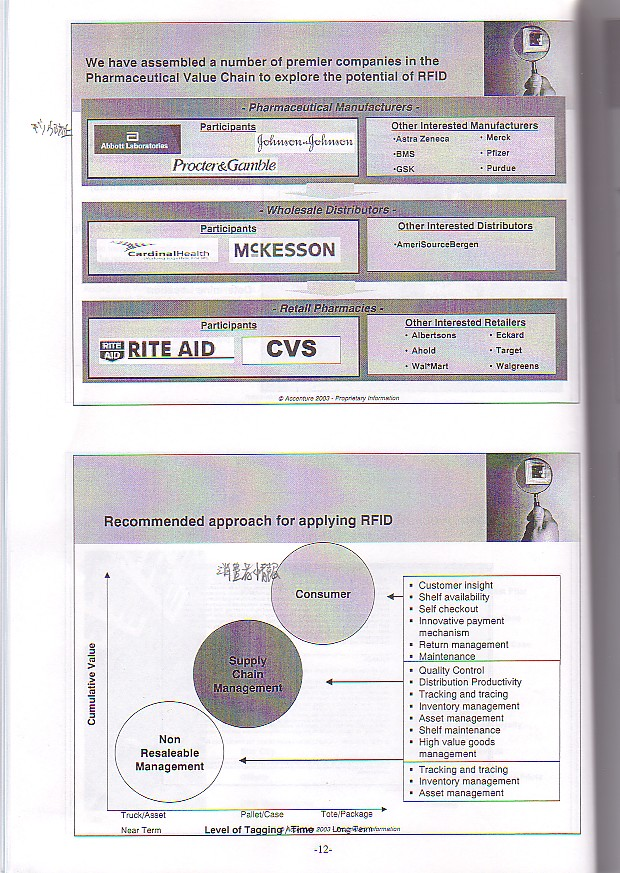 We have assembled a number of premier companies in the
Pharmaceutical Value Chain to explore the potential of RFID
- Pharmaceutical Manufacturers -
Participants
a
Abbott Laboratories
Johnson & Johnson
Procter & Gamble
Other Interested Manufacturers
•Astra Zeneca
•BMS
•GSK
• Merck
• Pfizer
• Purdue
- Wholesale Distributors -
Participants
CardinalHealth
MCKESSON
Other Interested Distributors
•AmeriSourceBergen
- Retail Pharmacies -
Participants
RITE AID RITE AID
CVS
Other Interested Retailers
• Albertsons
• Ahold
• Wal*Mart
• Eckard
• Target
• Walgreens
© Accenture 2003 - Proprietary Information
Recommended approach for applying RFID
消費者情報
Consumer
Supply
Chain
Management
Non
Resaleable
Management
▪ Customer insight
▪ Shelf availability
▪ Self checkout
▪ Innovative payment
mechanism
▪ Return management
▪ Maintenance
▪ Quality Control
▪ Distribution Productivity
▪ Tracking and tracing
▪ Inventory management
▪ Asset management
▪ Shelf maintenance
▪ High value goods
management
▪ Tracking and tracing
▪ Inventory management
▪ Asset management
Cumulative Value
Truck/Asset
Pallet/Case
Tote/Package
Near Term
Level of Tagging / Time
Long Term
-12-